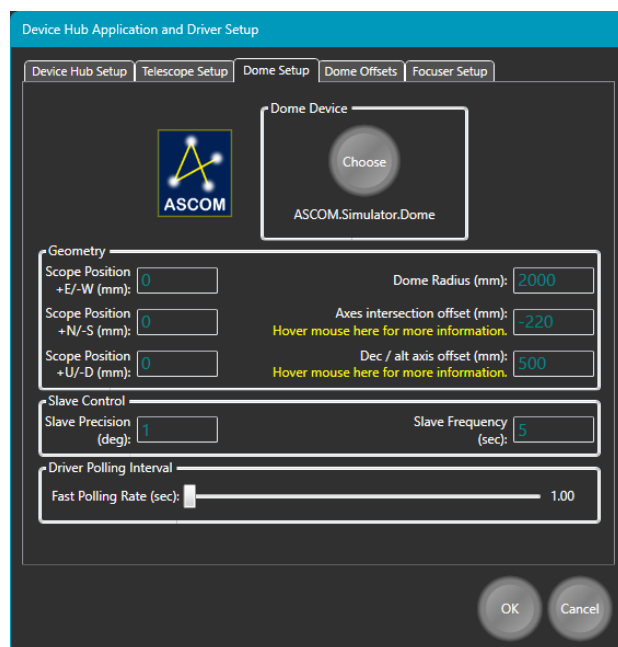 Device Hub Application and Driver Setup
Device Hub Setup Telescope Setup Dome Setup Dome Offsets Focuser Setup
Dome Device
Choose
ASCOM
ASCOM.Simulator.Dome
Geometry
Scope Position
+E/-W (mm): 0
Dome Radius (mm): 2000
Scope Position
+N/-S (mm): 0
Axes intersection offset (mm): -220
Hover mouse here for more information.
Scope Position
+U/-D (mm): 0
Dec / alt axis offset (mm): 500
Hover mouse here for more information.
Slave Control
Slave Precision
(deg): 1
Slave Frequency
(sec): 5
Driver Polling Interval
Fast Polling Rate (sec): 1.00
OK Cancel